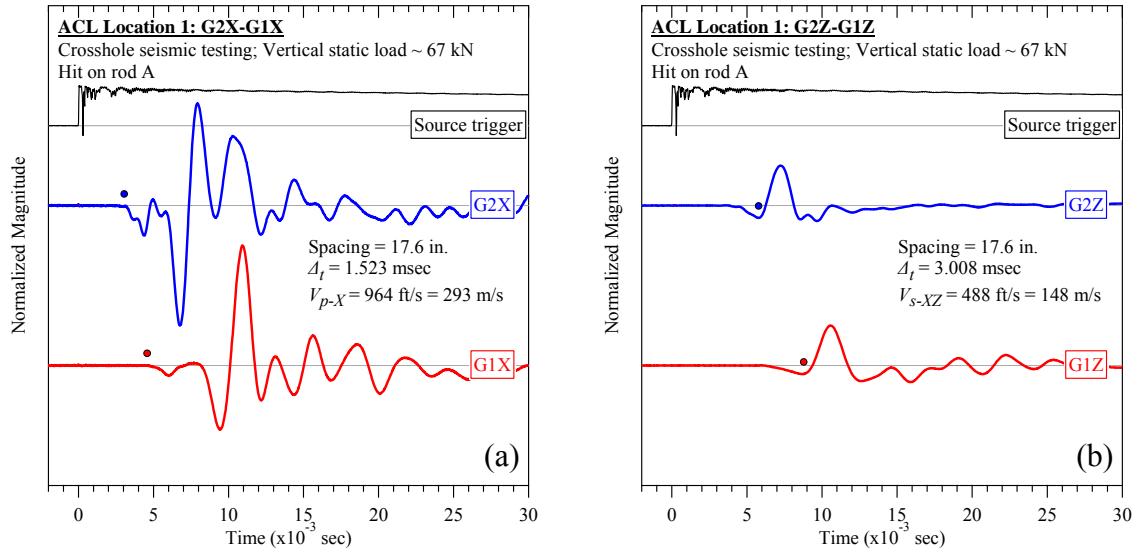 ACL Location 1: G2X-G1X
Crosshole seismic testing; Vertical static load ~ 67 kN
Hit on rod A
Source trigger
G2X
Spacing = 17.6 in.
Δt = 1.523 msec
Vp-X = 964 ft/s = 293 m/s
G1X
(a)
Normalized Magnitude
0 5 10 15 20 25 30
Time (x10-3 sec)
ACL Location 1: G2Z-G1Z
Crosshole seismic testing; Vertical static load ~ 67 kN
Hit on rod A
Source trigger
G2Z
Spacing = 17.6 in.
Δt = 3.008 msec
Vs-XZ = 488 ft/s = 148 m/s
G1Z
(b)
Normalized Magnitude
0 5 10 15 20 25 30
Time (x10-3 sec)